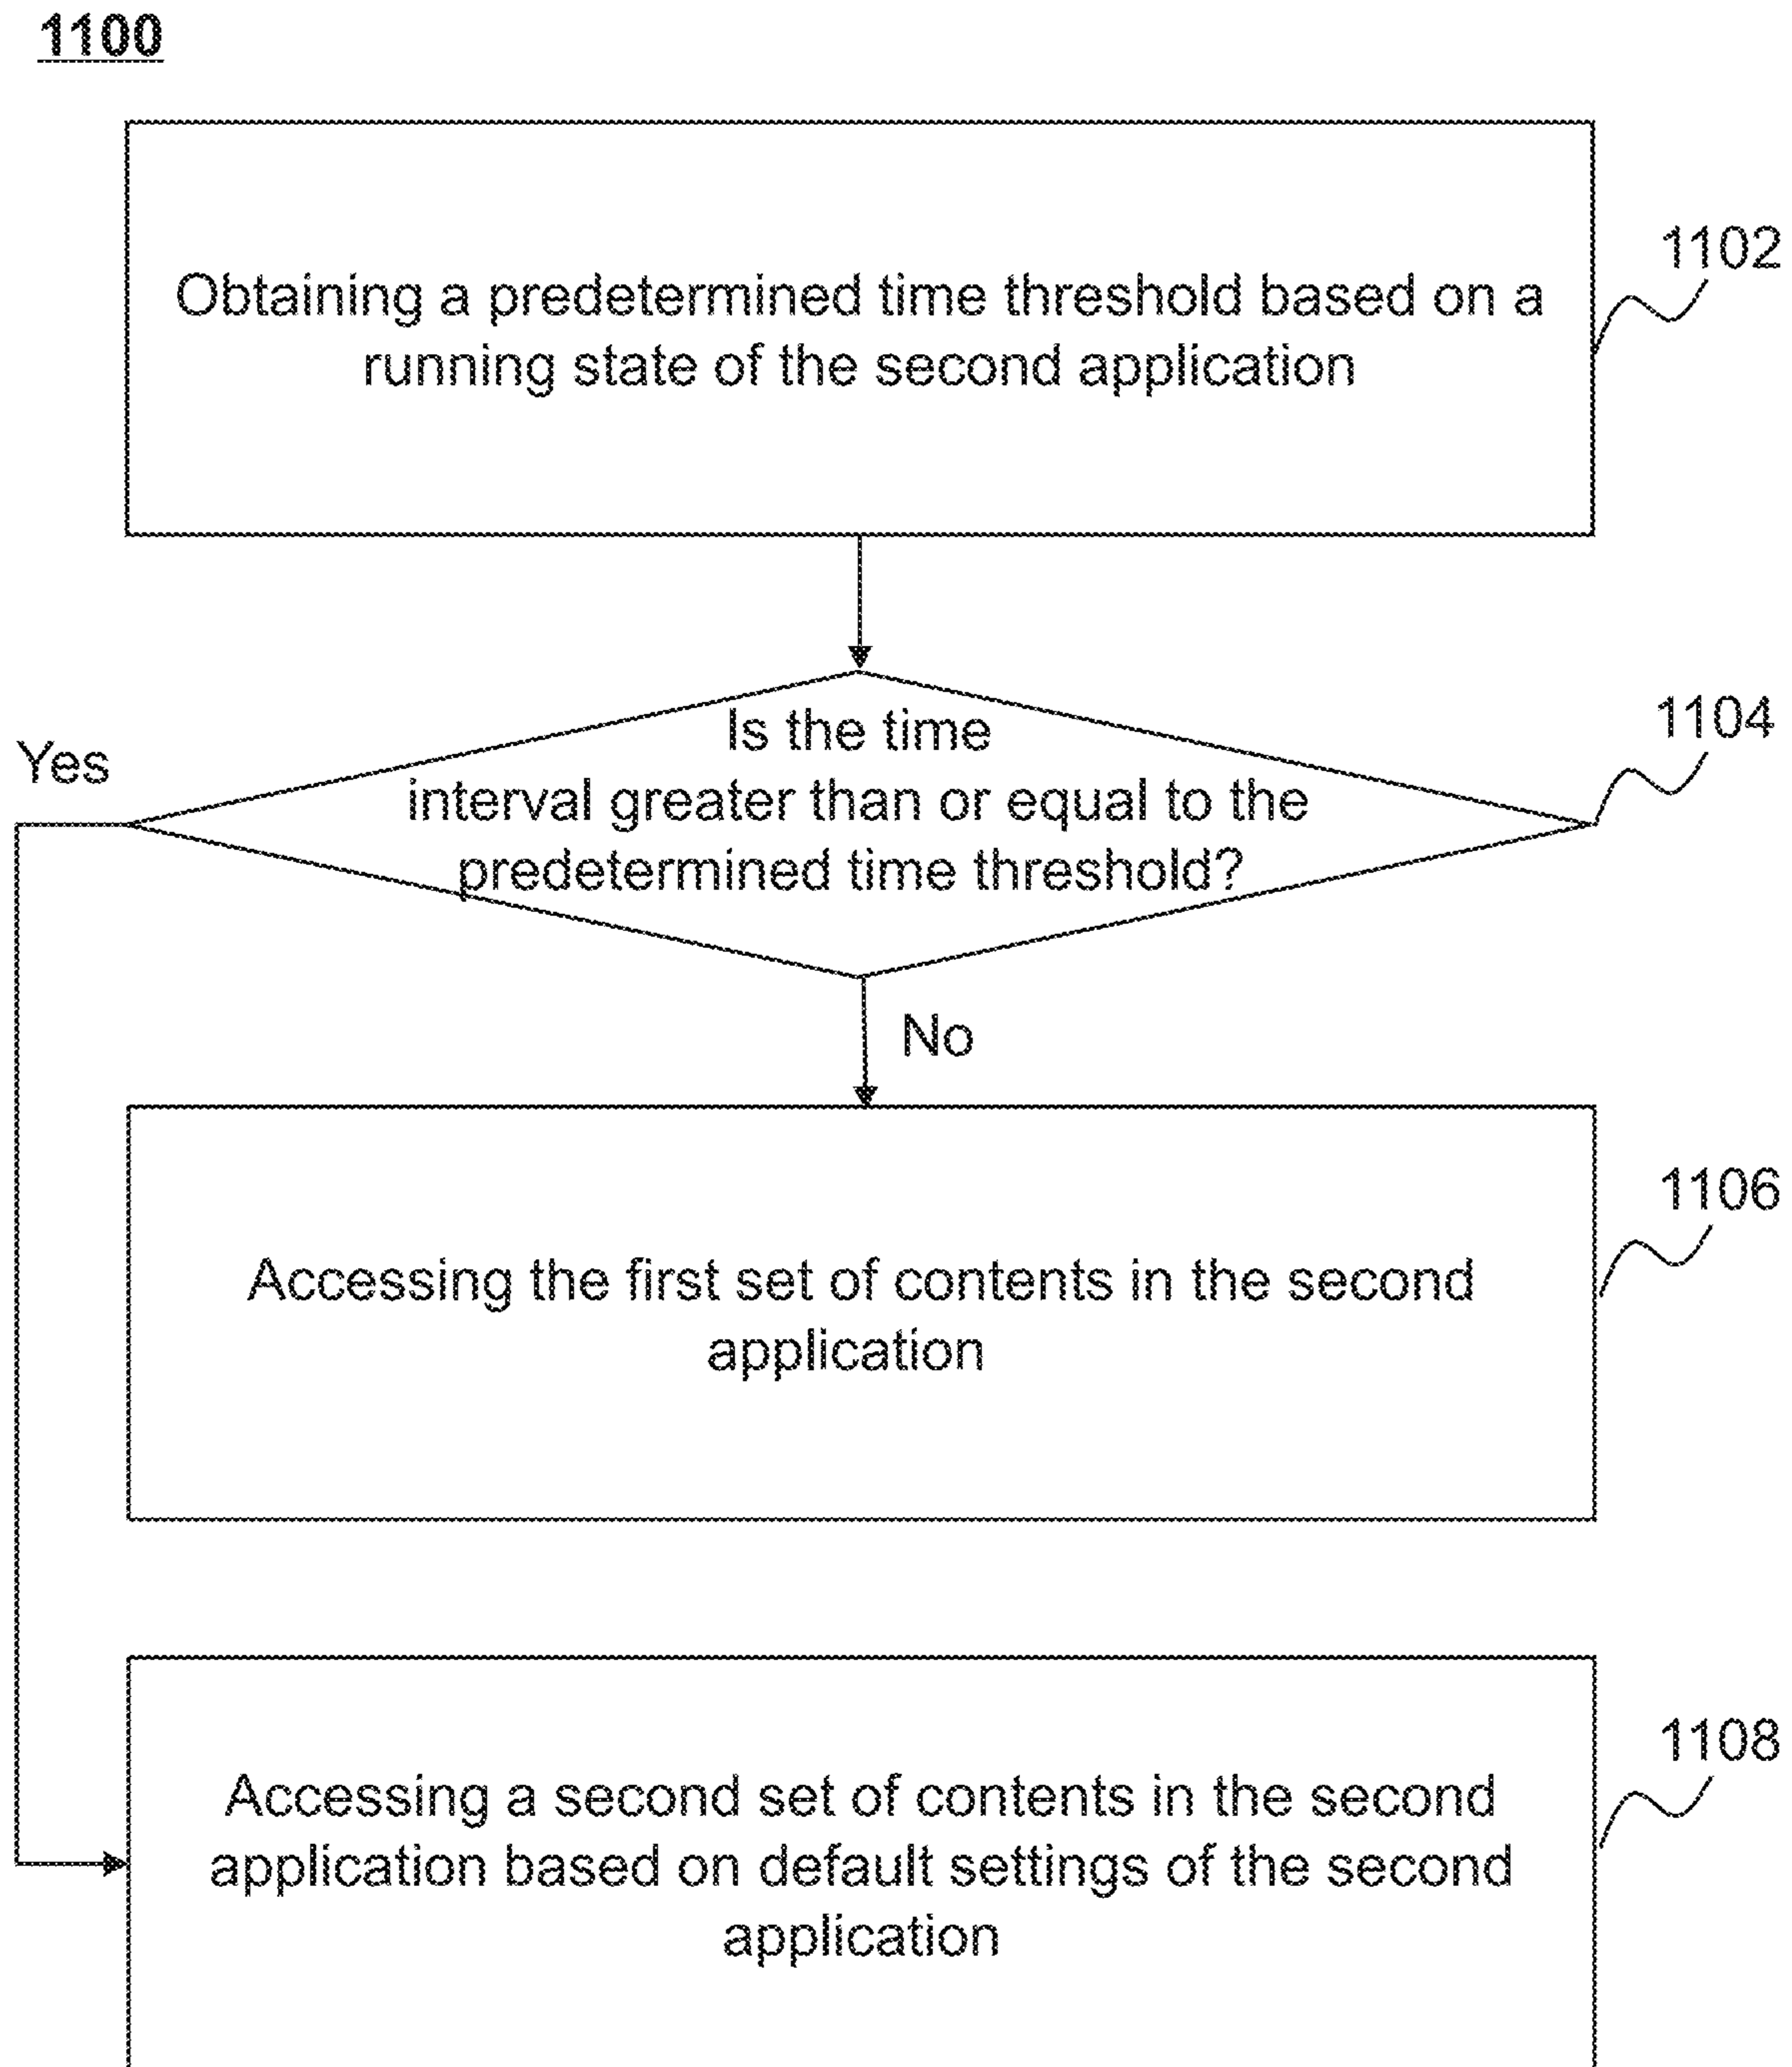 1100
Obtaining a predetermined time threshold based on a
running state of the second application
1102
Is the time
interval greater than or equal to the
predetermined time threshold?
1104
Yes
No
Accessing the first set of contents in the second
application
1106
Accessing a second set of contents in the second
application based on default settings of the second
application
1108